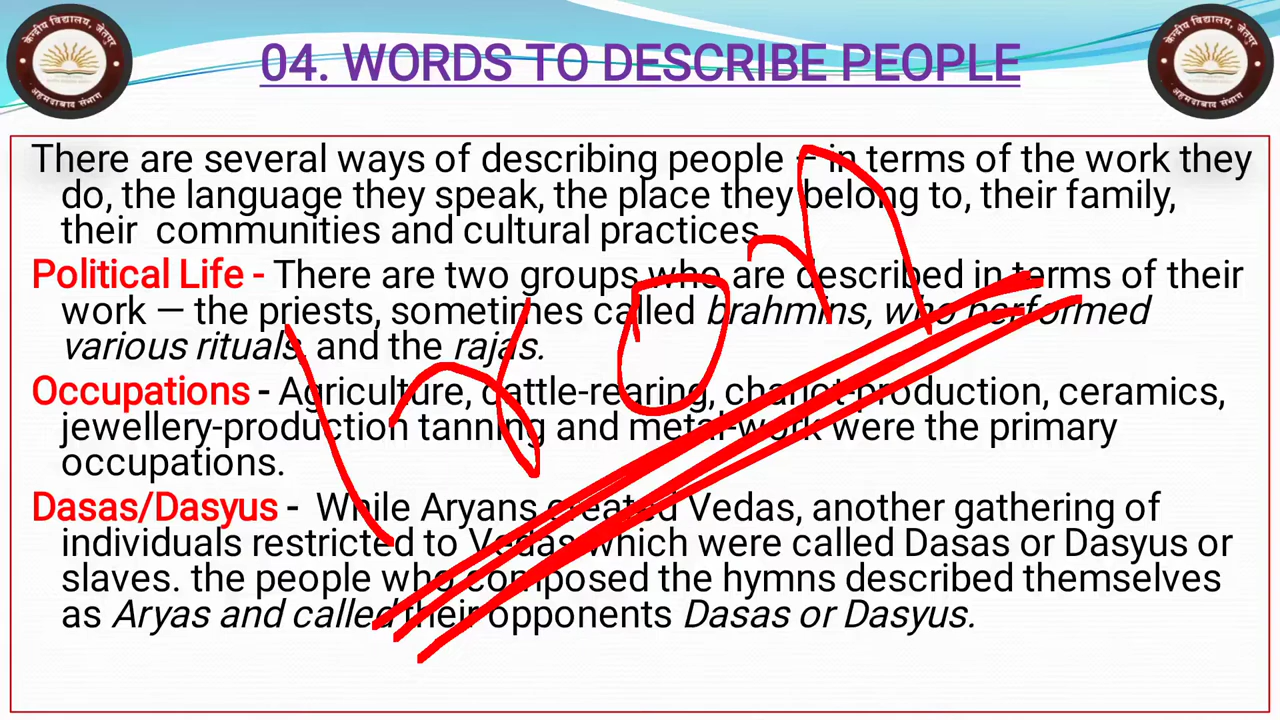 केन्द्रीय विद्यालय, जेतपुर
अहमदाबाद संभाग
04. WORDS TO DESCRIBE PEOPLE
केन्द्रीय विद्यालय, जेतपुर
अहमदाबाद संभाग
There are several ways of describing people – in terms of the work they
do, the language they speak, the place they belong to, their family,
their communities and cultural practices.
Political Life - There are two groups who are described in terms of their
work — the priests, sometimes called brahmins, who performed
various rituals, and the rajas.
Occupations - Agriculture, cattle-rearing, chariot-production, ceramics,
jewellery-production tanning and metal-work were the primary
occupations.
Dasas/Dasyus - While Aryans created Vedas, another gathering of
individuals restricted to Vedas which were called Dasas or Dasyus or
slaves. the people who composed the hymns described themselves
as Aryas and called their opponents Dasas or Dasyus.